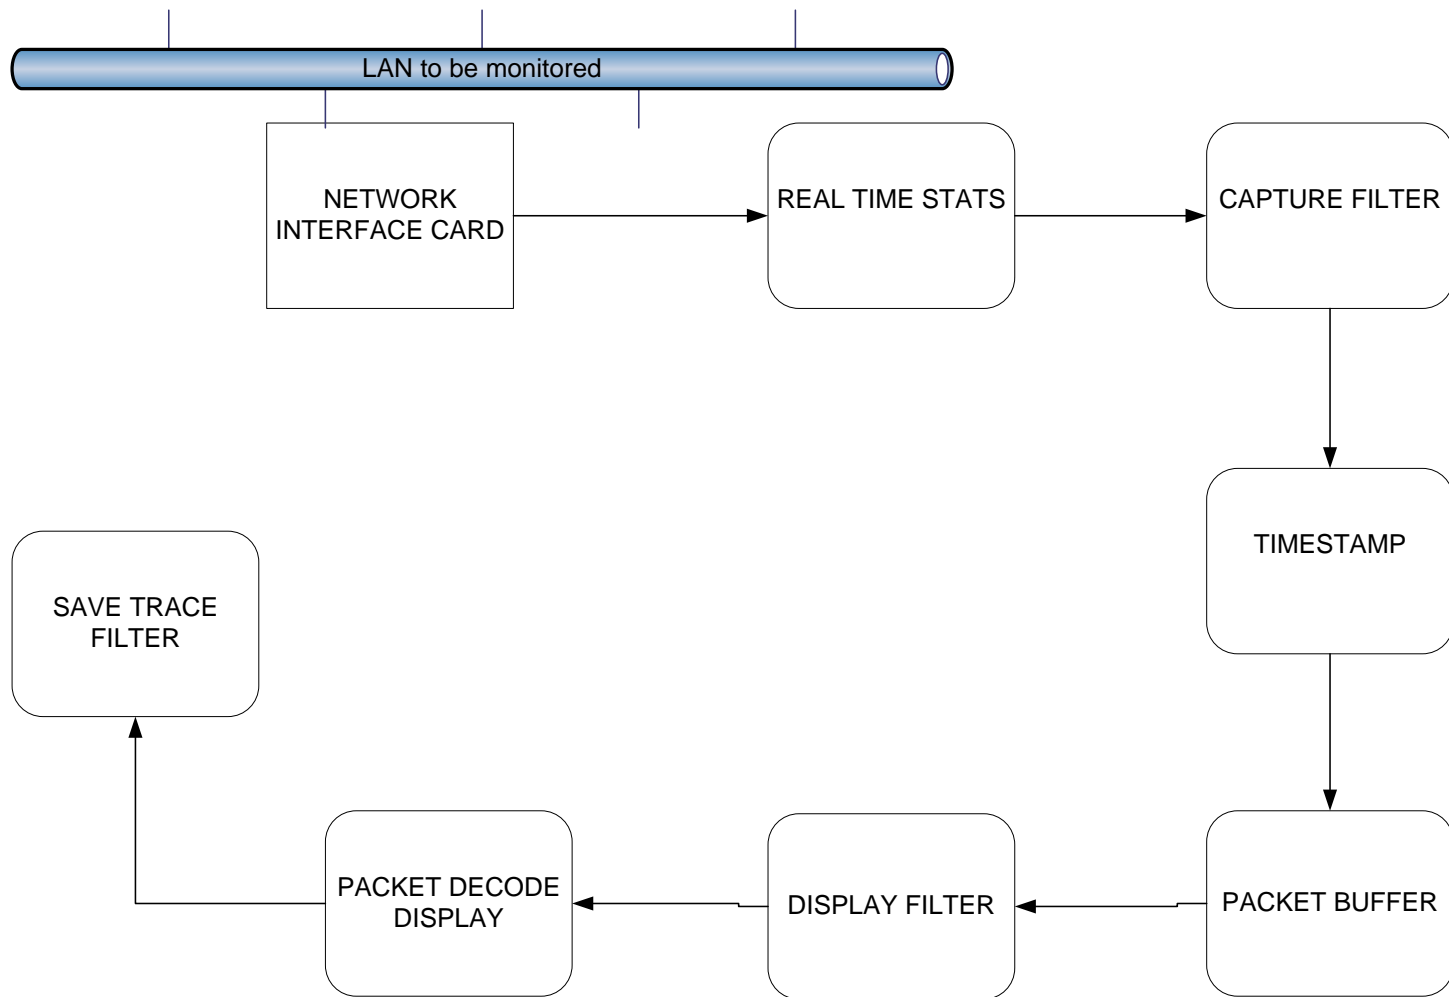 LAN to be monitored
NETWORK
INTERFACE CARD
REAL TIME STATS
CAPTURE FILTER
TIMESTAMP
SAVE TRACE
FILTER
PACKET DECODE
DISPLAY
DISPLAY FILTER
PACKET BUFFER